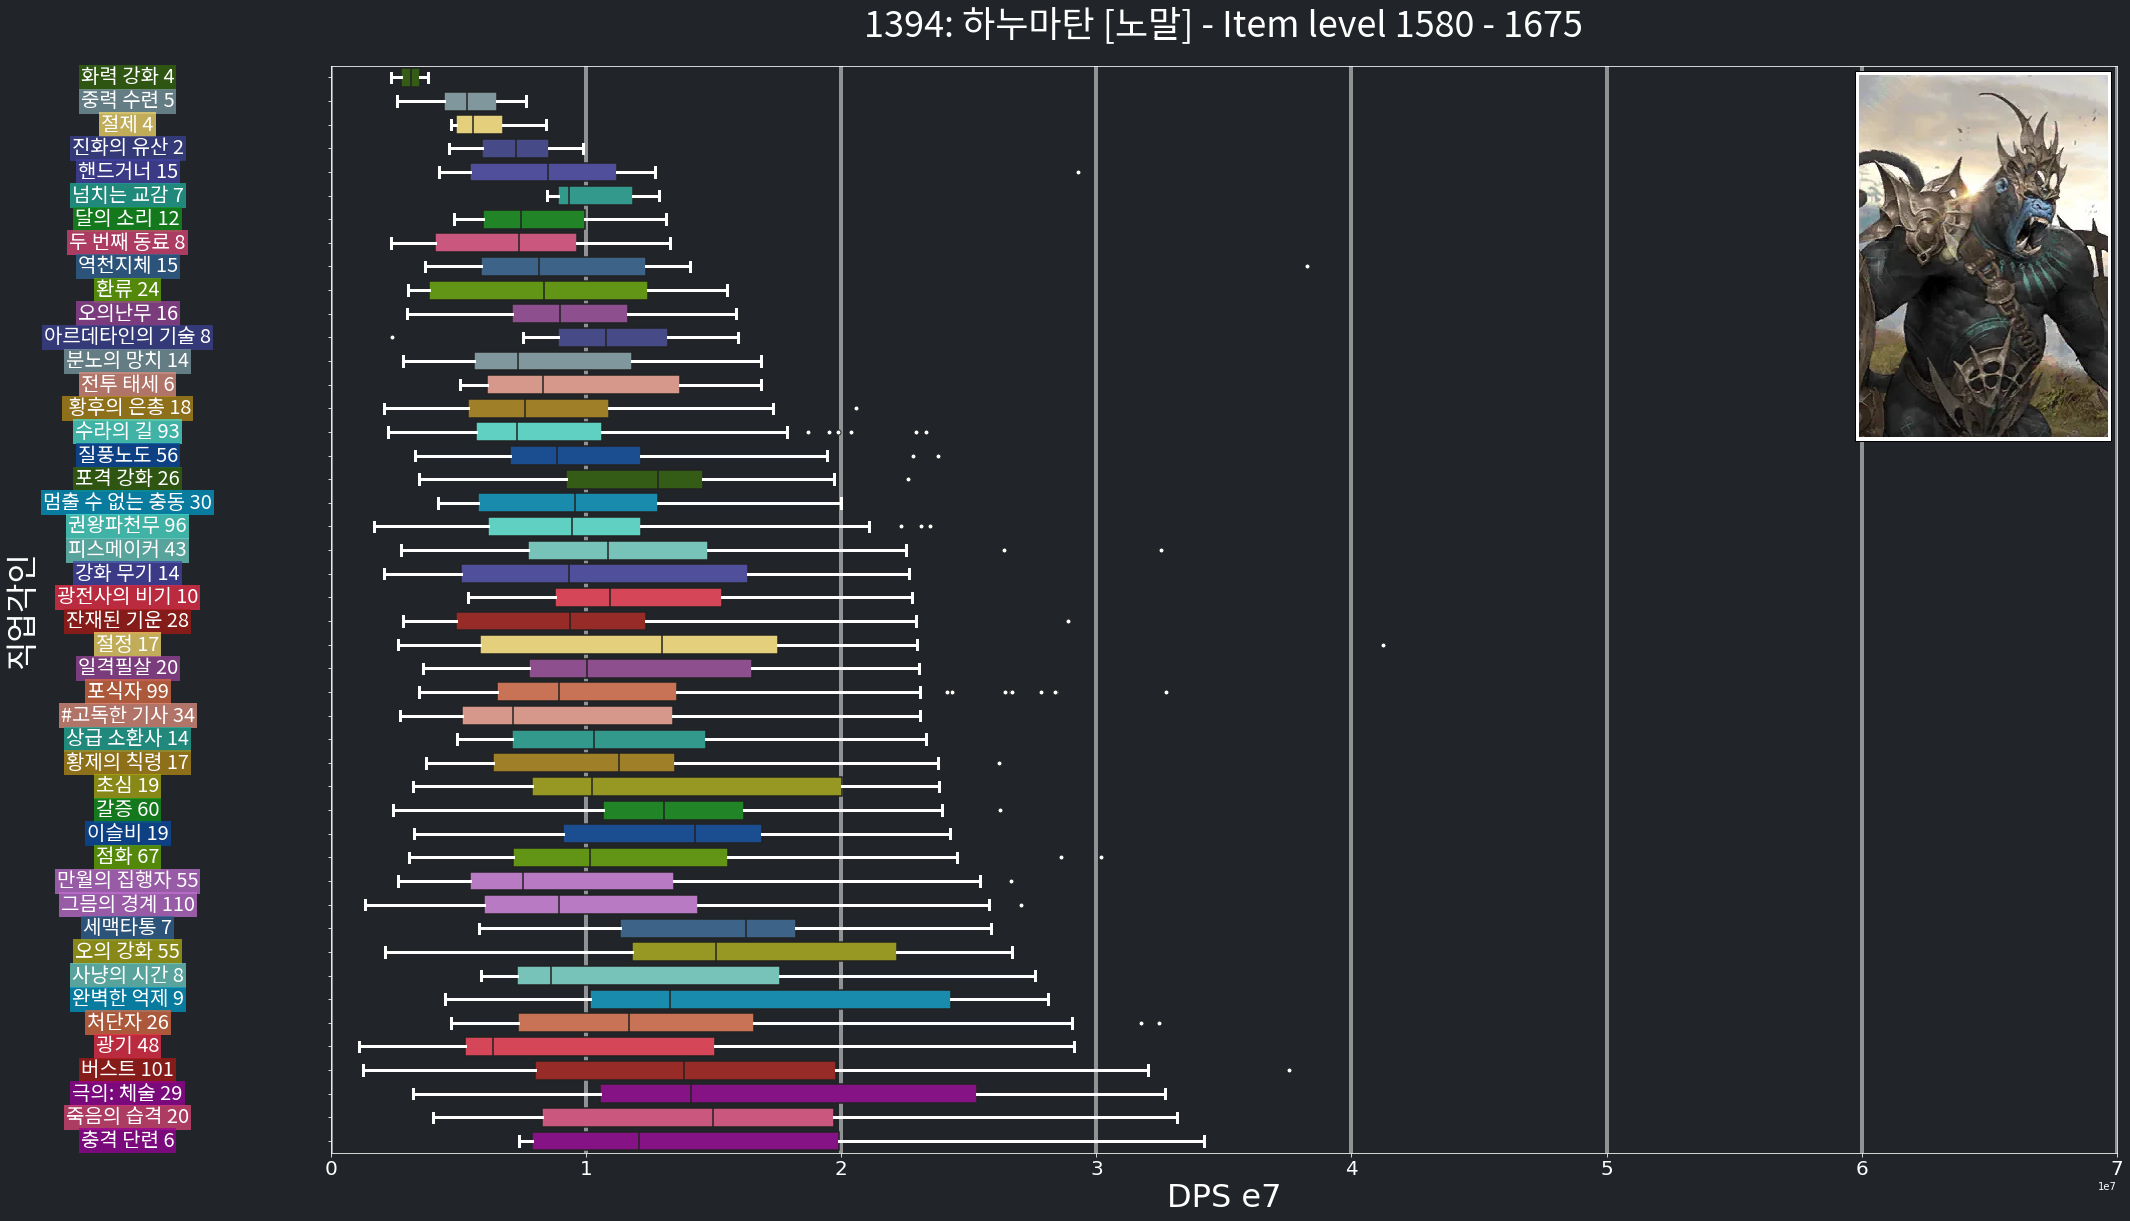 1394: 하누마탄 [노말] - Item level 1580 - 1675
직업각인
화력 강화 4
중력 수련 5
절제 4
진화의 유산 2
핸드거너 15
넘치는 교감 7
달의 소리 12
두 번째 동료 8
역천지체 15
환류 24
오의난무 16
아르데타인의 기술 8
분노의 망치 14
전투 태세 6
황후의 은총 18
수라의 길 93
질풍노도 56
포격 강화 26
멈출 수 없는 충동 30
권왕파천무 96
피스메이커 43
강화 무기 14
광전사의 비기 10
잔재된 기운 28
절정 17
일격필살 20
포식자 99
#고독한 기사 34
상급 소환사 14
황제의 칙령 17
초심 19
갈증 60
이슬비 19
점화 67
만월의 집행자 55
그믐의 경계 110
세맥타통 7
오의 강화 55
사냥의 시간 8
완벽한 억제 9
처단자 26
광기 48
버스트 101
극의: 체술 29
죽음의 습격 20
충격 단련 6
0 1 2 3 4 5 6 7
1e7
DPS e7